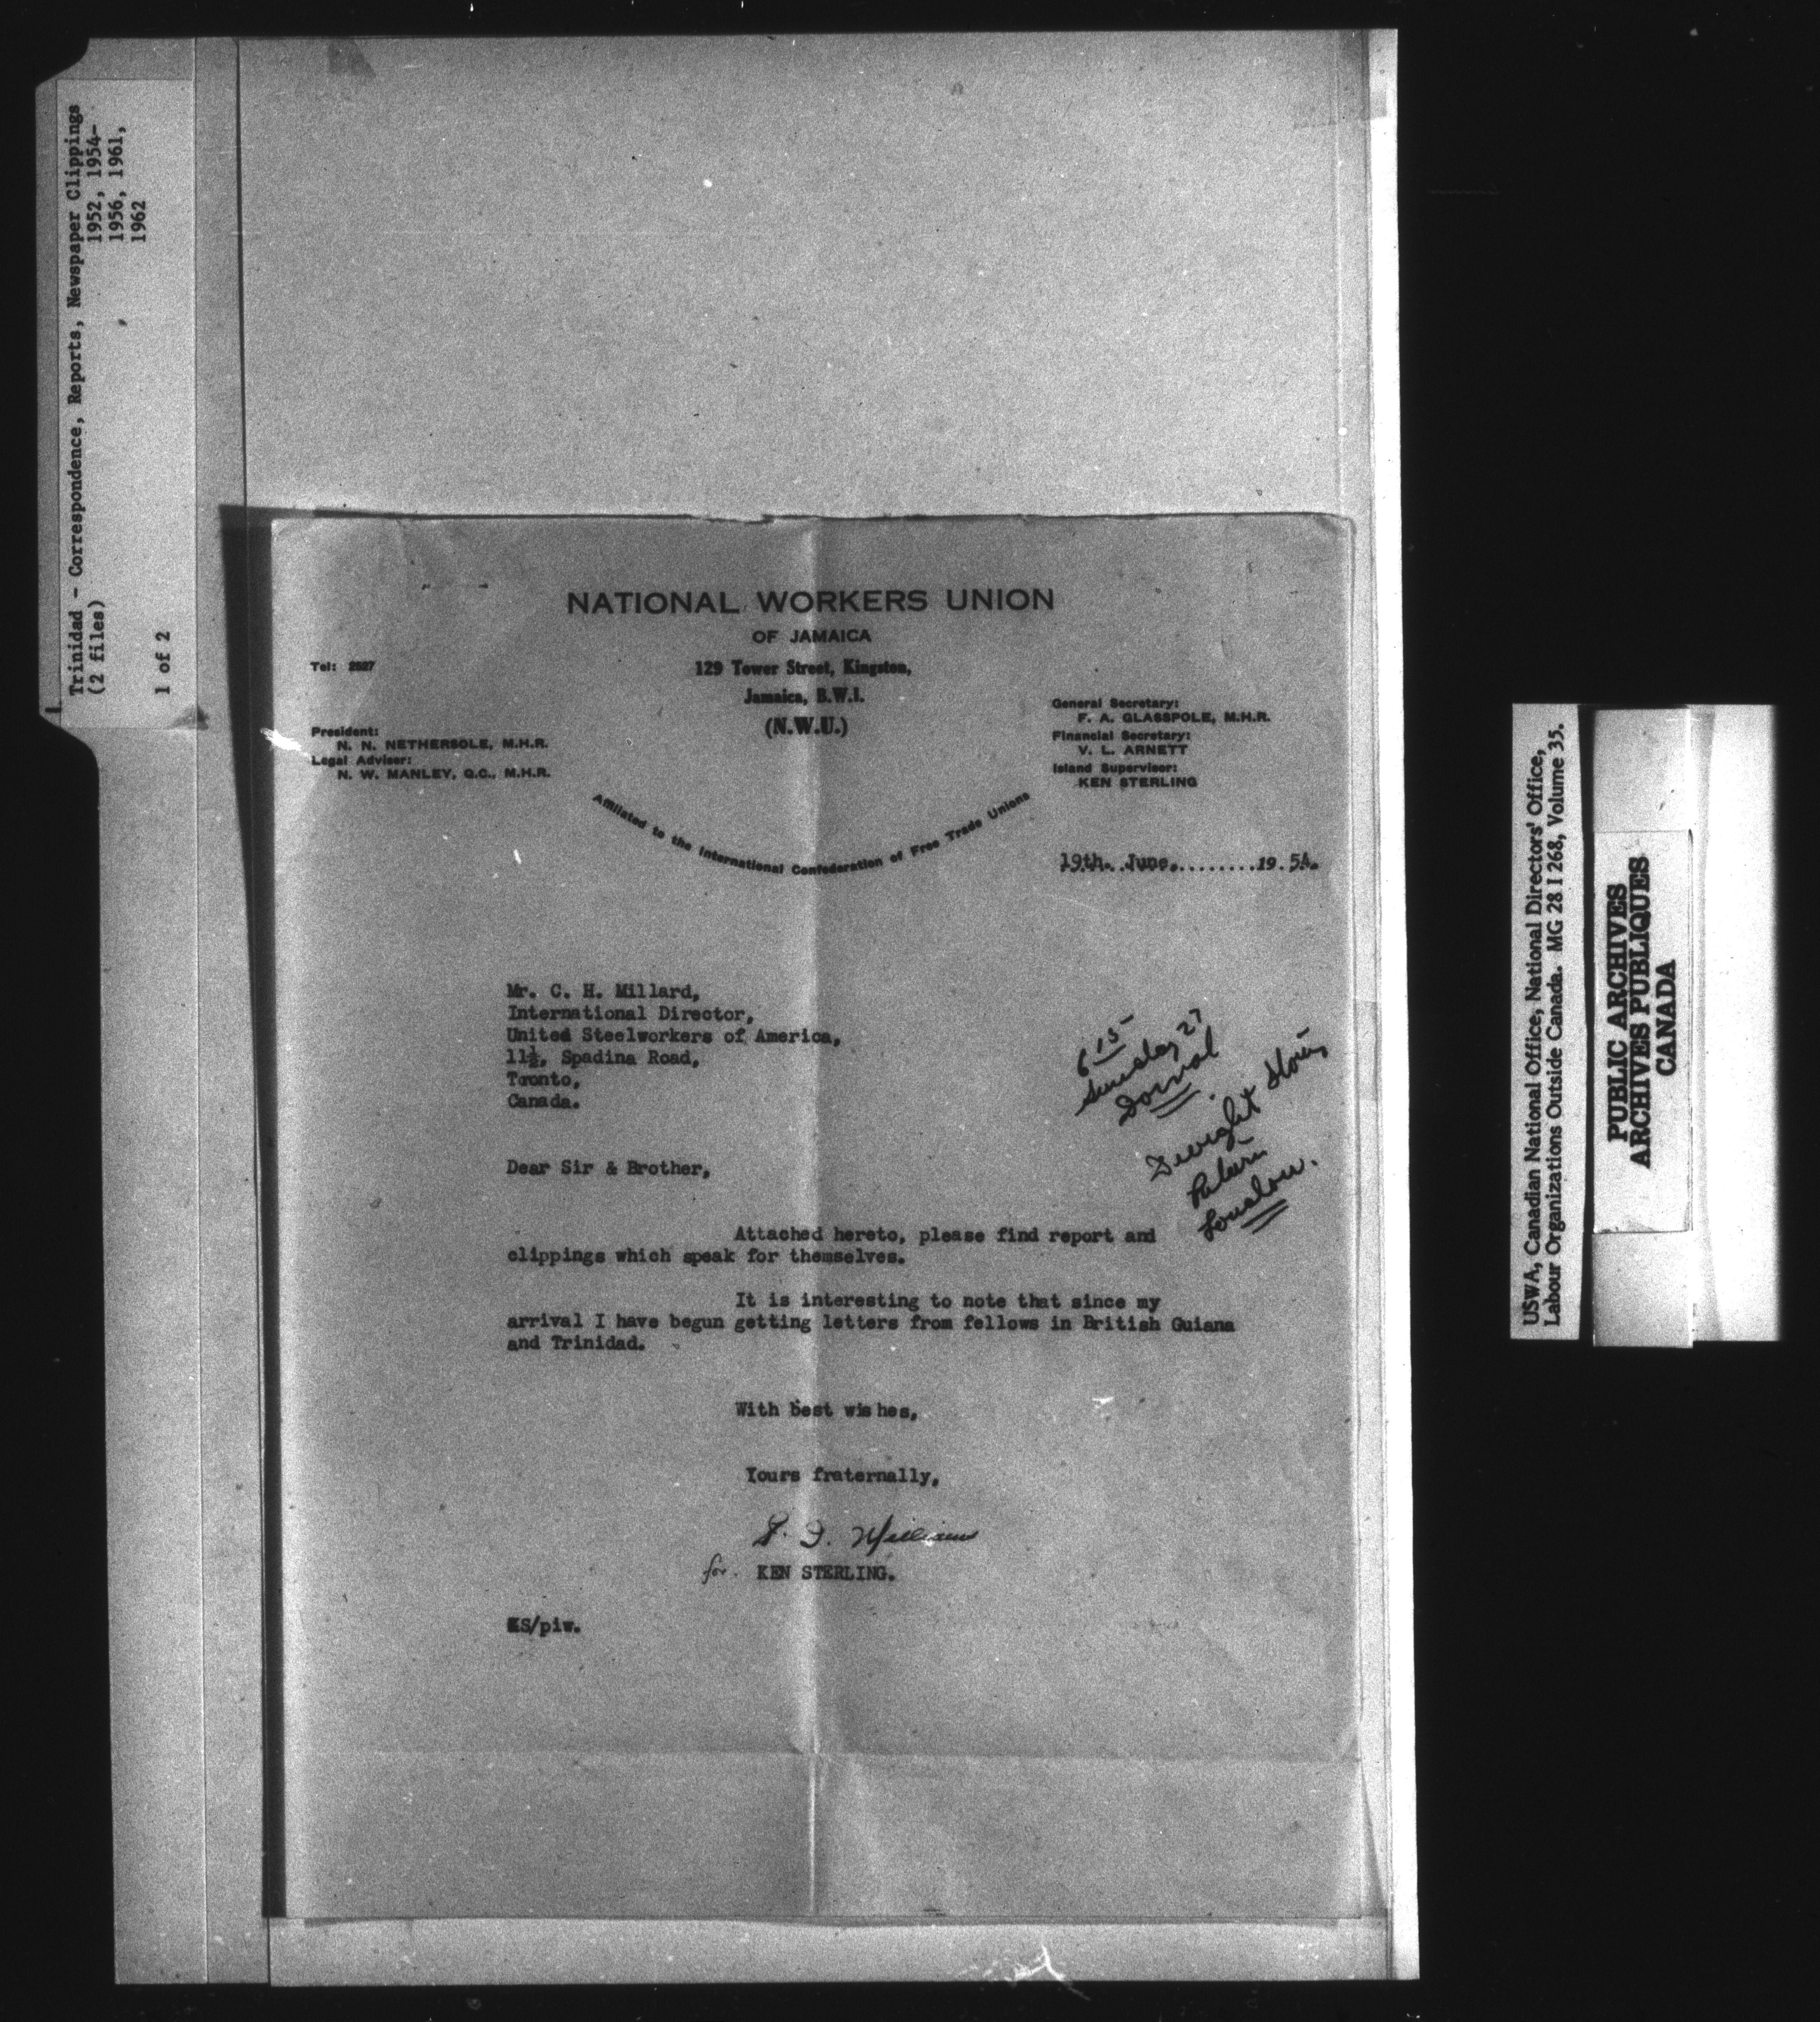 Trinidad - Correspondence, Reports, Newspaper Clippings
(2 files) 1952, 1954-
1956, 1961,
1962
1 of 2
NATIONAL WORKERS UNION
OF JAMAICA
129 Tower Street, Kingston,
Jamaica, B.W.I.
(N.W.U.)
Tel:
President:
N. N. NETHERSOLE, M.H.R.
Legal Adviser:
N. W. MANLEY, Q.C., M.H.R.
General Secretary:
F. A. GLASSPOLE, M.H.R.
Financial Secretary:
V. L. ARNETT
Island Supervisor:
KEN STERLING
Affiliated to the International Confederation of Free Trade Unions
19th. June.........19.54.
Mr. C. H. Millard,
International Director,
United Steelworkers of America,
11½, Spadina Road,
Toronto,
Canada.
6 15
Sunday 27
Dorval
Dwight
Dear Sir & Brother,
Attached hereto, please find report and
clippings which speak for themselves.
It is interesting to note that since my
arrival I have begun getting letters from fellows in British Guiana
and Trinidad.
With best wishes,
Yours fraternally,
Williams
for. KEN STERLING.
KS/piw.
USWA, Canadian National Office, National Directors' Office,
Labour Organizations Outside Canada. MG 28 I 268, Volume 35.
PUBLIC ARCHIVES
ARCHIVES PUBLIQUES
CANADA